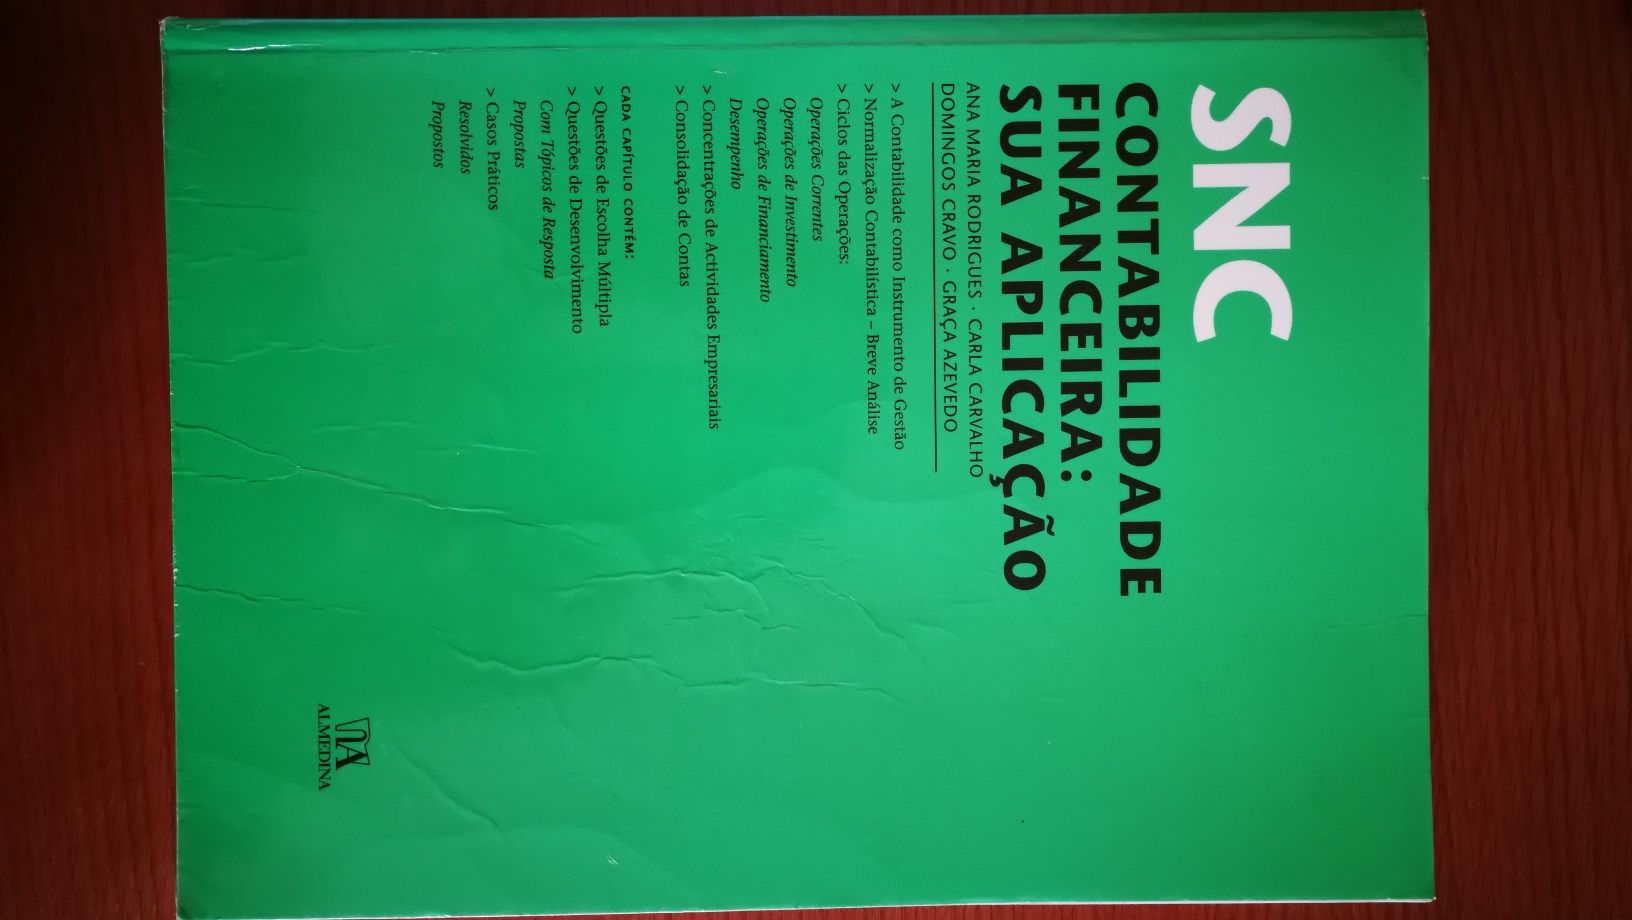 SNC
CONTABILIDADE
FINANCEIRA:
SUA APLICAÇÃO
ANA MARIA RODRIGUES · CARLA CARVALHO
DOMINGOS CRAVO · GRAÇA AZEVEDO
> A Contabilidade como Instrumento de Gestão
> Normalização Contabilística – Breve Análise
> Ciclos das Operações:
Operações Correntes
Operações de Investimento
Operações de Financiamento
Desempenho
> Concentrações de Actividades Empresariais
> Consolidação de Contas
CADA CAPÍTULO CONTÉM:
> Questões de Escolha Múltipla
> Questões de Desenvolvimento
Com Tópicos de Resposta
Propostas
> Casos Práticos
Resolvidos
Propostos
ALMEDINA